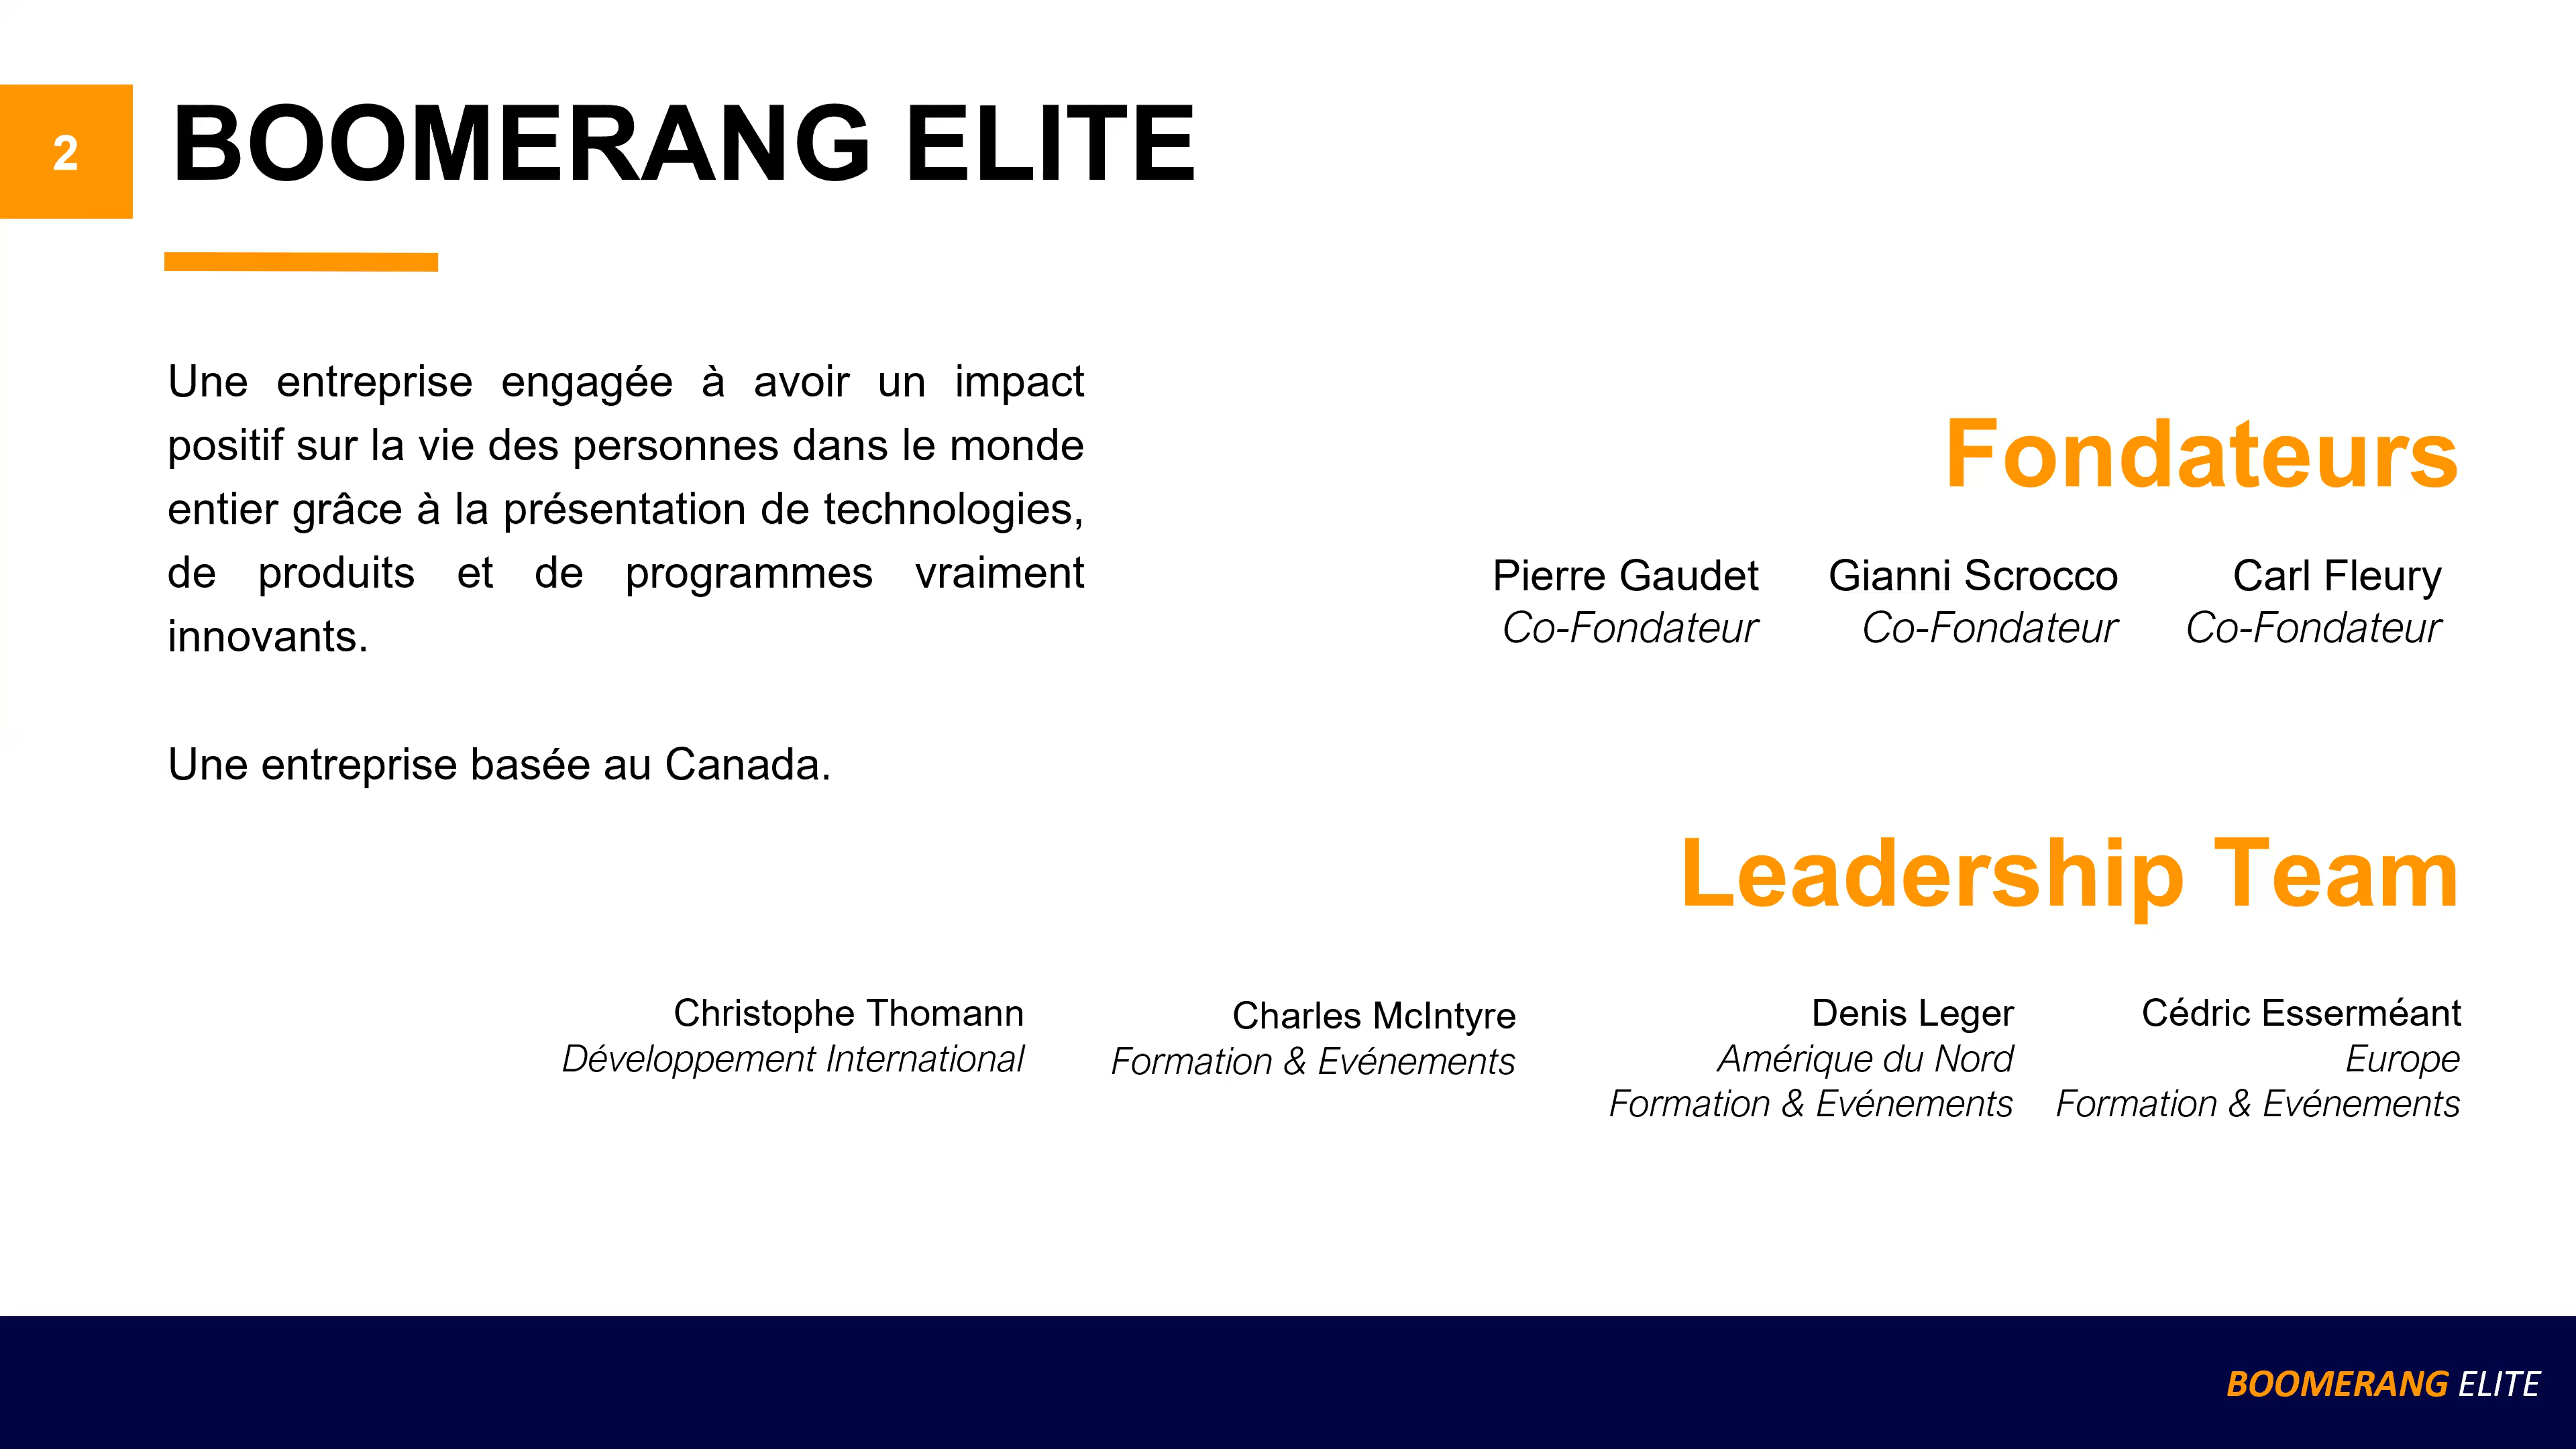 2
BOOMERANG ELITE
Une entreprise engagée à avoir un impact
positif sur la vie des personnes dans le monde
entier grâce à la présentation de technologies,
de produits et de programmes vraiment
innovants.
Une entreprise basée au Canada.
Fondateurs
Pierre Gaudet
Co-Fondateur
Gianni Scrocco
Co-Fondateur
Carl Fleury
Co-Fondateur
Leadership Team
Christophe Thomann
Développement International
Charles McIntyre
Formation & Evénements
Denis Leger
Amérique du Nord
Formation & Evénements
Cédric Esserméant
Europe
Formation & Evénements
BOOMERANG ELITE